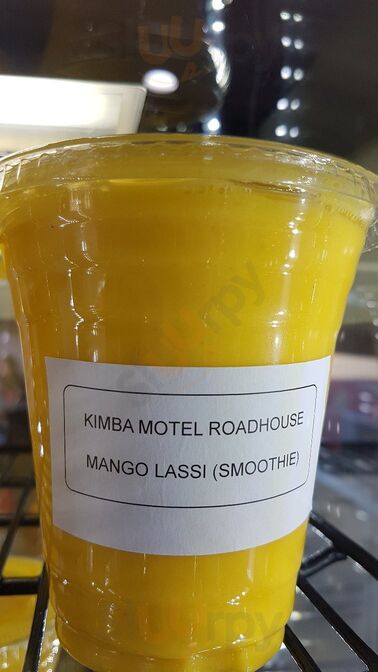 KIMBA MOTEL ROADHOUSE
MANGO LASSI (SMOOTHIE)